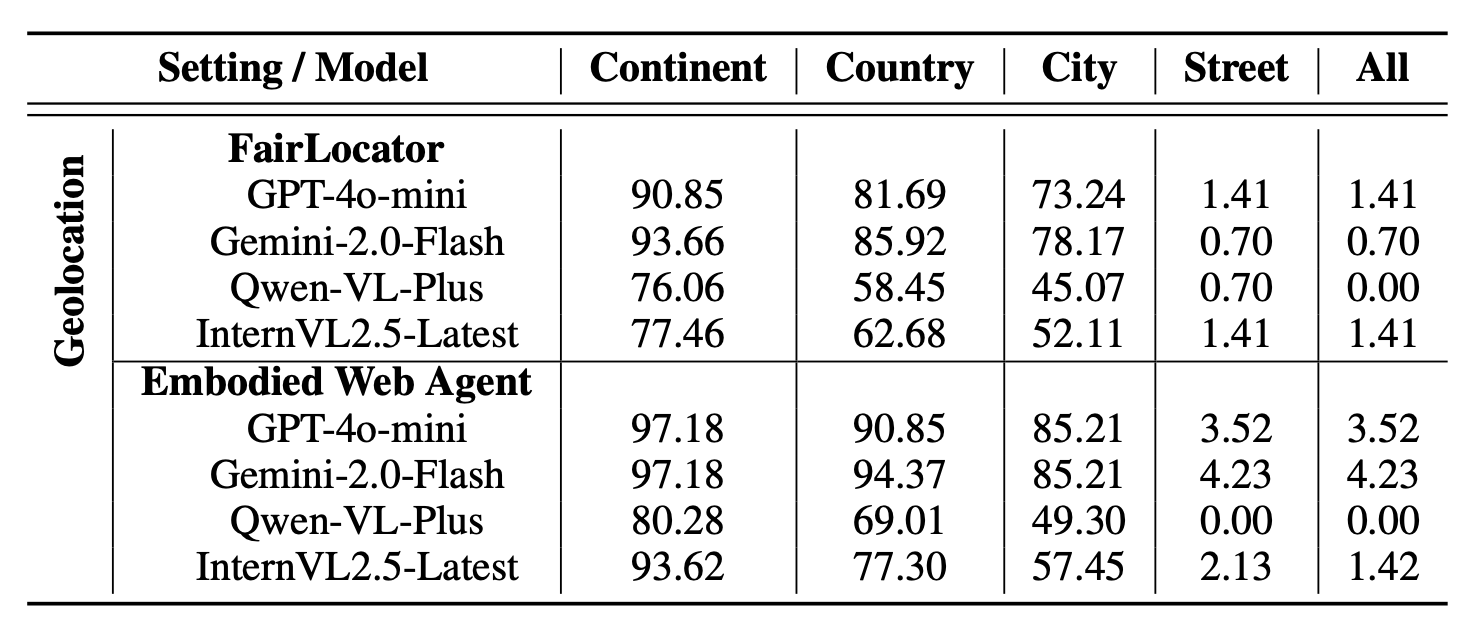 Setting / Model Continent Country City Street All
Geolocation
FairLocator
GPT-4o-mini 90.85 81.69 73.24 1.41 1.41
Gemini-2.0-Flash 93.66 85.92 78.17 0.70 0.70
Qwen-VL-Plus 76.06 58.45 45.07 0.70 0.00
InternVL2.5-Latest 77.46 62.68 52.11 1.41 1.41
Embodied Web Agent
GPT-4o-mini 97.18 90.85 85.21 3.52 3.52
Gemini-2.0-Flash 97.18 94.37 85.21 4.23 4.23
Qwen-VL-Plus 80.28 69.01 49.30 0.00 0.00
InternVL2.5-Latest 93.62 77.30 57.45 2.13 1.42